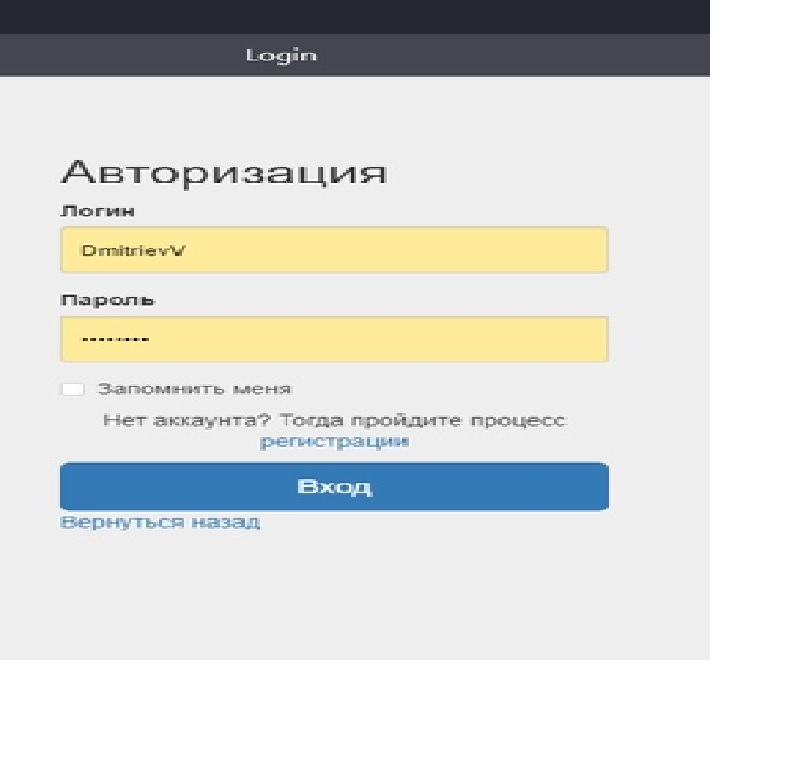 Login
Авторизация
Логин
DmitrievV
Пароль
Запомнить меня
Нет аккаунта? Тогда пройдите процесс
регистрации
Вход
Вернуться назад